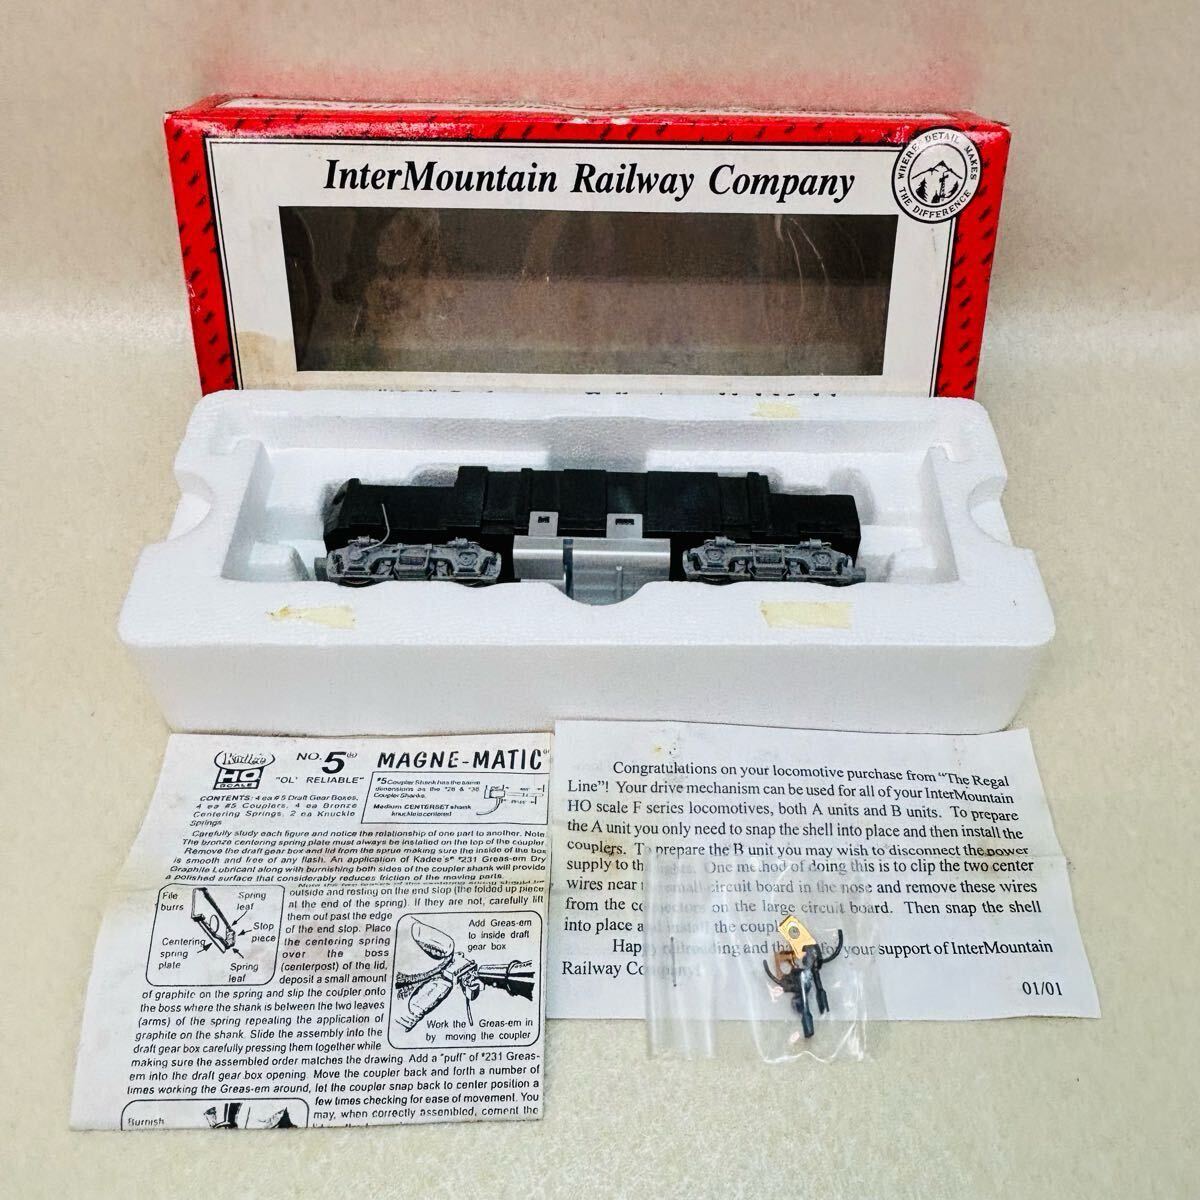 InterMountain Railway Company
WHERE DETAIL MAKES
THE DIFFERENCE
Kadee
HO
SCALE
NO. 5® MAGNE-MATIC®
"OL' RELIABLE"
CONTENTS: 4 ea #5 Draft Gear Boxes,
4 ea #5 Couplers, 4 ea Bronze
Centering Springs, 2 ea Knuckle
Springs
#5 Coupler Shank has the same
dimensions as the #28 & #38
Coupler Shanks.
Medium CENTERSET shank
knuckle is centered
Carefully study each figure and notice the relationship of one part to another. Note:
The bronze centering spring plate must always be installed on the top of the coupler.
Remove the draft gear box and lid from the sprue making sure the inside of the box
is smooth and free of any flash. An application of Kadee's® #231 Greas-em Dry
Graphite Lubricant along with burnishing both sides of the coupler shank will provide
a polished surface that considerably reduces friction of the moving parts.
outside and resting on the end stop (the folded up piece
at the end of the spring). If they are not, carefully lift
them out past the edge
of the end stop. Place
the centering spring
over the boss
(centerpost) of the lid,
deposit a small amount
of graphite on the spring and slip the coupler onto
the boss where the shank is between the two leaves
(arms) of the spring repeating the application of
graphite on the shank. Slide the assembly into the
draft gear box carefully pressing them together while
making sure the assembled order matches the drawing. Add a "puff" of #231 Greas-
em into the draft gear box opening. Move the coupler back and forth a number of
times working the Greas-em around, let the coupler snap back to center position a
few times checking for ease of movement. You
may, when correctly assembled, cement the
File
burrs
Spring
leaf
Stop
piece
Centering
spring
plate
Spring
leaf
Add Greas-em
to inside draft
gear box
Work the Greas-em in
by moving the coupler
Burnish
Congratulations on your locomotive purchase from "The Regal
Line"! Your drive mechanism can be used for all of your InterMountain
HO scale F series locomotives, both A units and B units. To prepare
the A unit you only need to snap the shell into place and then install the
couplers. To prepare the B unit you may wish to disconnect the power
supply to the lights. One method of doing this is to clip the two center
wires near the small circuit board in the nose and remove these wires
from the connectors on the large circuit board. Then snap the shell
into place and install the couplers.
Happy railroading and thanks for your support of InterMountain
Railway Company!
01/01